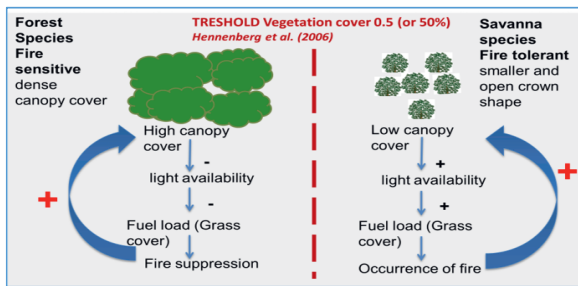 Forest
Species
Fire
sensitive
dense
canopy cover
TRESHOLD Vegetation cover 0.5 (or 50%)
Hennenberg et al. (2006)
Savanna
species
Fire tolerant
smaller and
open crown
shape
High canopy
cover
-
light availability
-
Fuel load (Grass
cover)
Fire suppression
+
Low canopy
cover
+
light availability
+
Fuel load (Grass
cover)
Occurrence of fire
+